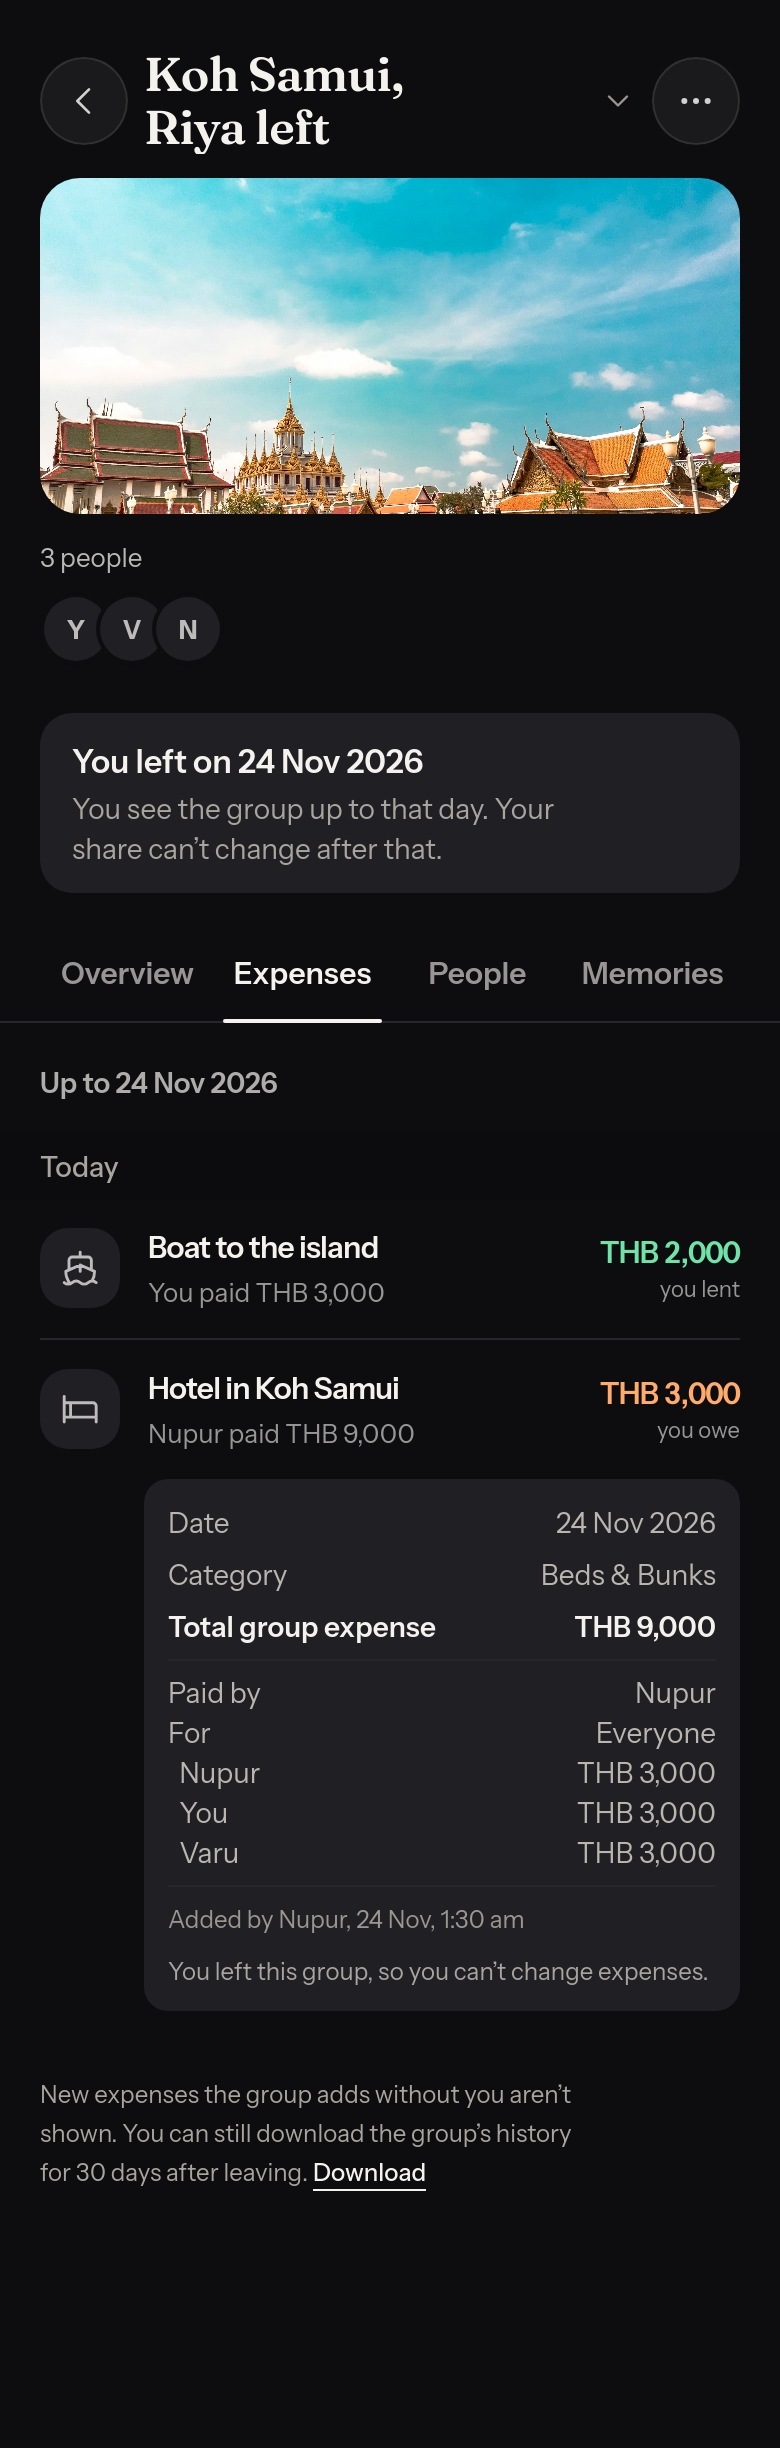 Koh Samui,
Riya left
3 people
Y V N
You left on 24 Nov 2026
You see the group up to that day. Your
share can’t change after that.
Overview Expenses People Memories
Up to 24 Nov 2026
Today
Boat to the island THB 2,000
You paid THB 3,000 you lent
Hotel in Koh Samui THB 3,000
Nupur paid THB 9,000 you owe
Date 24 Nov 2026
Category Beds & Bunks
Total group expense THB 9,000
Paid by Nupur
For Everyone
Nupur THB 3,000
You THB 3,000
Varu THB 3,000
Added by Nupur, 24 Nov, 1:30 am
You left this group, so you can’t change expenses.
New expenses the group adds without you aren’t
shown. You can still download the group’s history
for 30 days after leaving. Download